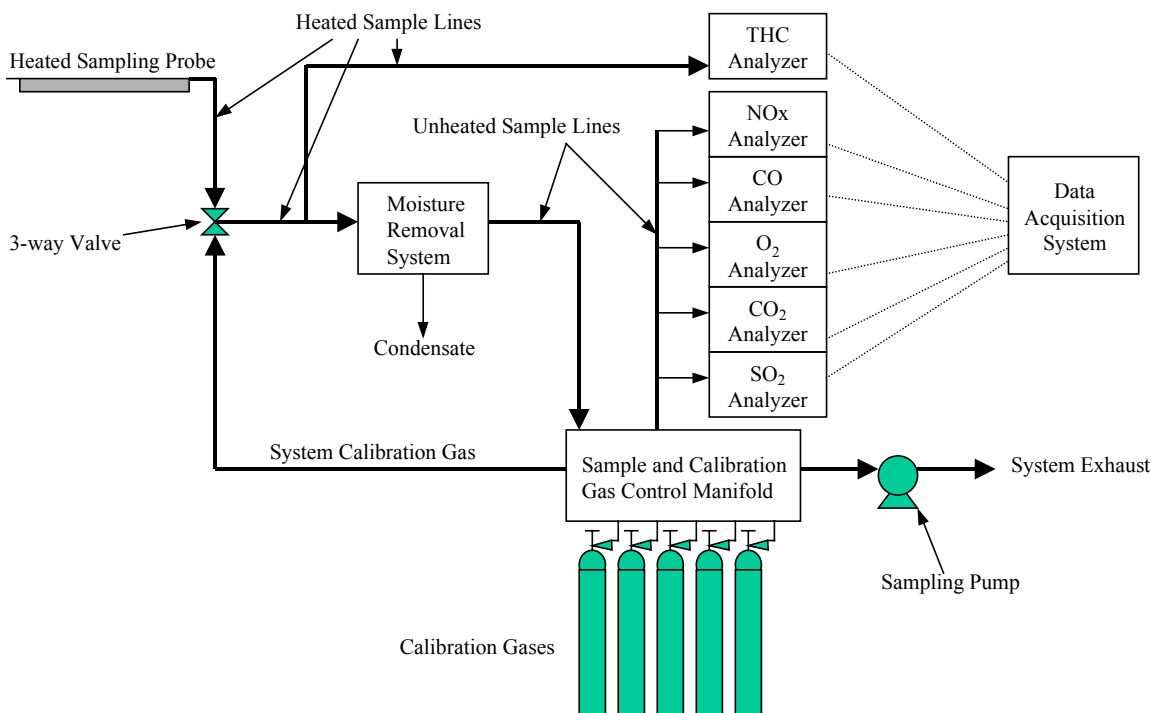 Heated Sample Lines
Heated Sampling Probe
THC
Analyzer
Unheated Sample Lines
NOx
Analyzer
CO
Analyzer
O₂
Analyzer
CO₂
Analyzer
SO₂
Analyzer
Data
Acquisition
System
3-way Valve
Moisture
Removal
System
Condensate
System Calibration Gas
Sample and Calibration
Gas Control Manifold
System Exhaust
Sampling Pump
Calibration Gases